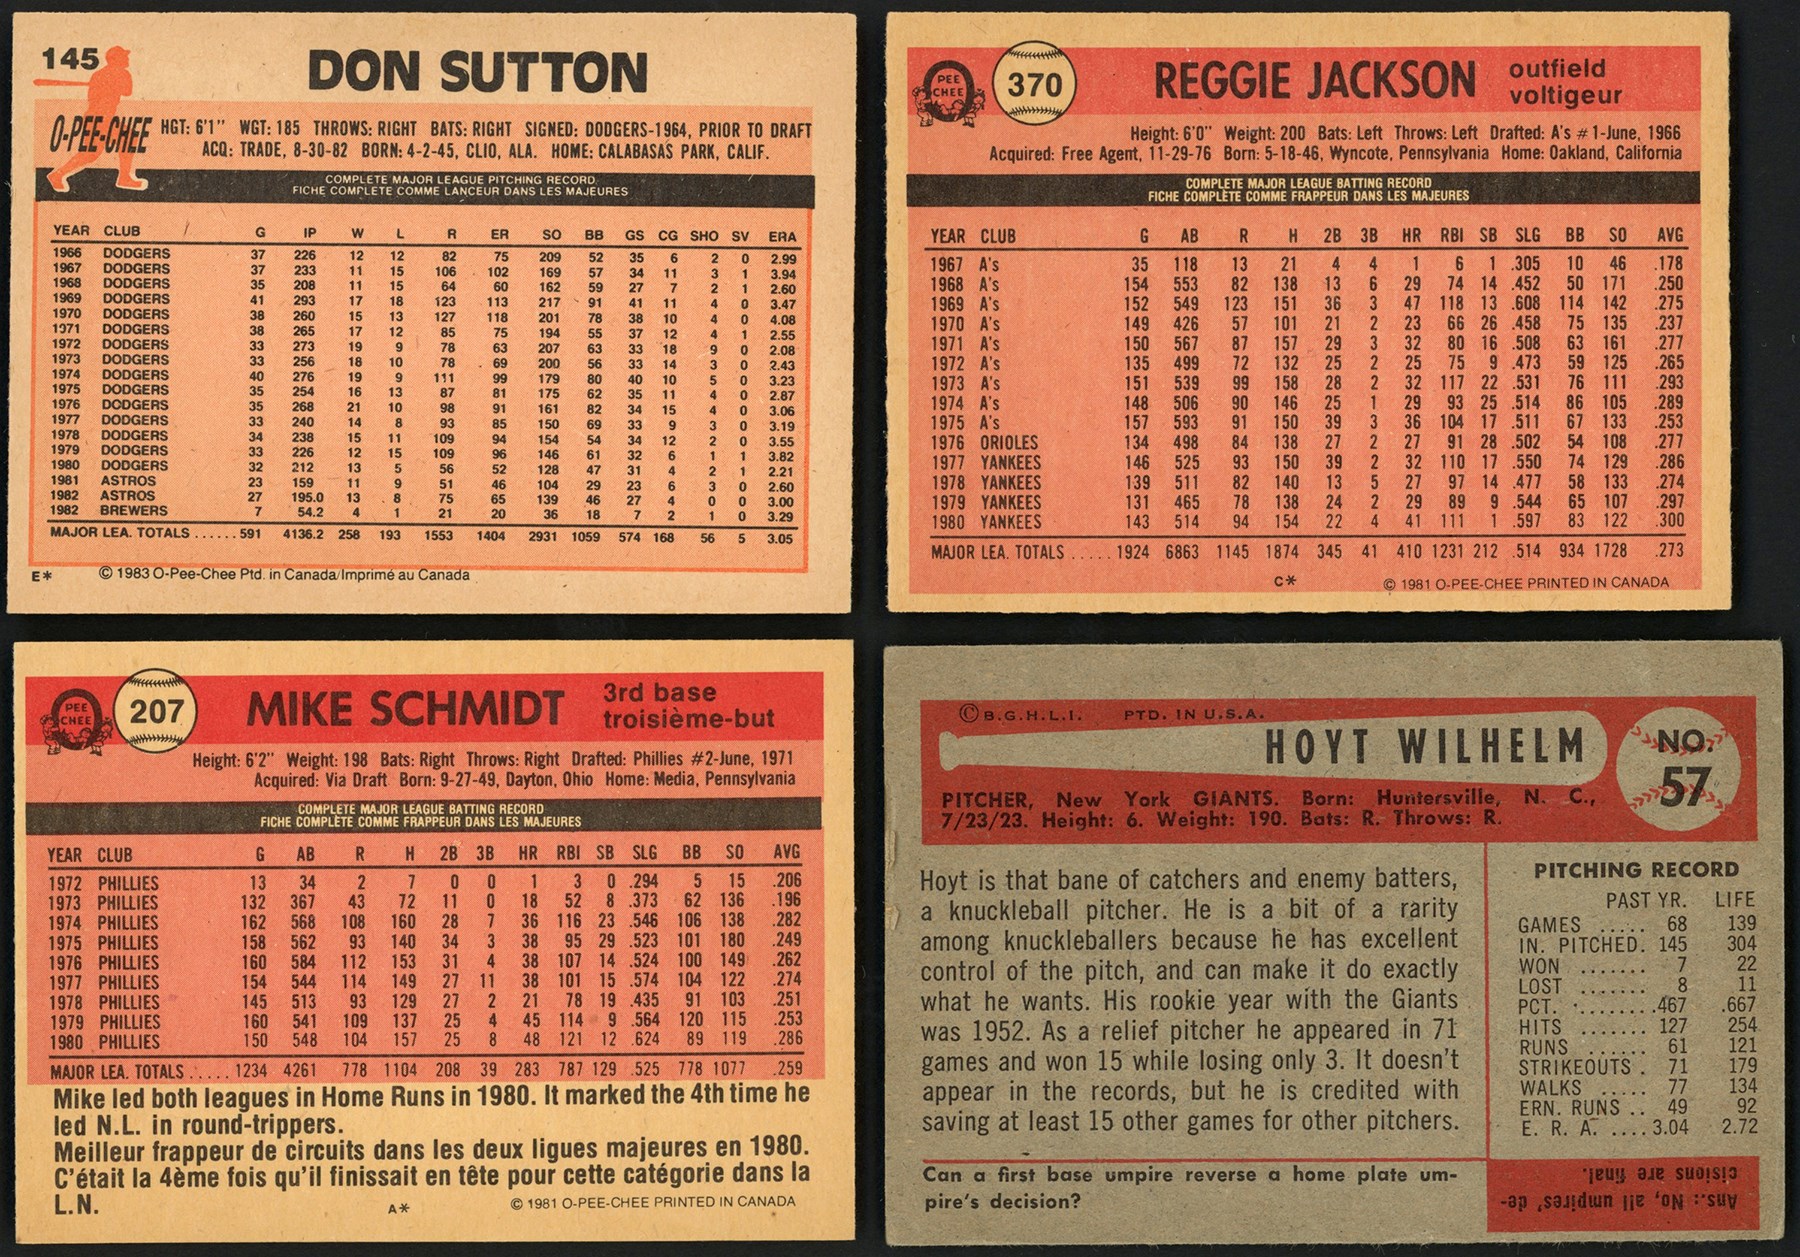 145 DON SUTTON
O-PEE-CHEE HGT: 6'1" WGT: 185 THROWS: RIGHT BATS: RIGHT SIGNED: DODGERS-1964, PRIOR TO DRAFT
ACQ: TRADE, 8-30-82 BORN: 4-2-45, CLIO, ALA. HOME: CALABASAS PARK, CALIF.
COMPLETE MAJOR LEAGUE PITCHING RECORD
FICHE COMPLETE COMME LANCEUR DANS LES MAJEURES
YEAR CLUB G IP W L R ER SO BB GS CG SHO SV ERA
1966 DODGERS 37 226 12 12 82 75 209 52 35 6 2 0 2.99
1967 DODGERS 37 233 11 15 106 102 169 57 34 11 3 1 3.94
1968 DODGERS 35 208 11 15 64 60 162 59 27 7 2 1 2.60
1969 DODGERS 41 293 17 18 123 113 217 91 41 11 4 0 3.47
1970 DODGERS 38 260 15 13 127 118 201 78 38 10 4 0 4.08
1971 DODGERS 38 265 17 12 85 75 194 55 37 12 4 1 2.55
1972 DODGERS 33 273 19 9 78 63 207 63 33 18 9 0 2.08
1973 DODGERS 33 256 18 10 78 69 200 56 33 14 3 0 2.43
1974 DODGERS 40 276 19 9 111 99 179 80 40 10 5 0 3.23
1975 DODGERS 35 254 16 13 87 81 175 62 35 11 4 0 2.87
1976 DODGERS 35 268 21 10 98 91 161 82 34 15 4 0 3.06
1977 DODGERS 33 240 14 8 93 85 150 69 33 9 3 0 3.19
1978 DODGERS 34 238 15 11 109 94 154 54 34 12 2 0 3.55
1979 DODGERS 33 226 12 15 109 96 146 61 32 6 1 1 3.82
1980 DODGERS 32 212 13 5 56 52 128 47 31 4 2 1 2.21
1981 ASTROS 23 159 11 9 51 46 104 29 23 6 3 0 2.60
1982 ASTROS 27 195.0 13 8 75 65 139 46 27 4 0 0 3.00
1982 BREWERS 7 54.2 4 1 21 20 36 18 7 2 1 0 3.29
MAJOR LEA. TOTALS ...... 591 4136.2 258 193 1553 1404 2931 1059 574 168 56 5 3.05
E* © 1983 O-Pee-Chee Ptd. in Canada/Imprimé au Canada
O PEE CHEE 370 REGGIE JACKSON outfield
voltigeur
Height: 6'0" Weight: 200 Bats: Left Throws: Left Drafted: A's #1-June, 1966
Acquired: Free Agent, 11-29-76 Born: 5-18-46, Wyncote, Pennsylvania Home: Oakland, California
COMPLETE MAJOR LEAGUE BATTING RECORD
FICHE COMPLÈTE COMME FRAPPEUR DANS LES MAJEURES
YEAR CLUB G AB R H 2B 3B HR RBI SB SLG BB SO AVG
1967 A's 35 118 13 21 4 4 1 6 1 .305 10 46 .178
1968 A's 154 553 82 138 13 6 29 74 14 .452 50 171 .250
1969 A's 152 549 123 151 36 3 47 118 13 .608 114 142 .275
1970 A's 149 426 57 101 21 2 23 66 26 .458 75 135 .237
1971 A's 150 567 87 157 29 3 32 80 16 .508 63 161 .277
1972 A's 135 499 72 132 25 2 25 75 9 .473 59 125 .265
1973 A's 151 539 99 158 28 2 32 117 22 .531 76 111 .293
1974 A's 148 506 90 146 25 1 29 93 25 .514 86 105 .289
1975 A's 157 593 91 150 39 3 36 104 17 .511 67 133 .253
1976 ORIOLES 134 498 84 138 27 2 27 91 28 .502 54 108 .277
1977 YANKEES 146 525 93 150 39 2 32 110 17 .550 74 129 .286
1978 YANKEES 139 511 82 140 13 5 27 97 14 .477 58 133 .274
1979 YANKEES 131 465 78 138 24 2 29 89 9 .544 65 107 .297
1980 YANKEES 143 514 94 154 22 4 41 111 1 .597 83 122 .300
MAJOR LEA. TOTALS ..... 1924 6863 1145 1874 345 41 410 1231 212 .514 934 1728 .273
C* © 1981 O-PEE-CHEE PRINTED IN CANADA
O PEE CHEE 207 MIKE SCHMIDT 3rd base
troisième-but
Height: 6'2" Weight: 198 Bats: Right Throws: Right Drafted: Phillies #2-June, 1971
Acquired: Via Draft Born: 9-27-49, Dayton, Ohio Home: Media, Pennsylvania
COMPLETE MAJOR LEAGUE BATTING RECORD
FICHE COMPLÈTE COMME FRAPPEUR DANS LES MAJEURES
YEAR CLUB G AB R H 2B 3B HR RBI SB SLG BB SO AVG
1972 PHILLIES 13 34 2 7 0 0 1 3 0 .294 5 15 .206
1973 PHILLIES 132 367 43 72 11 0 18 52 8 .373 62 136 .196
1974 PHILLIES 162 568 108 160 28 7 36 116 23 .546 106 138 .282
1975 PHILLIES 158 562 93 140 34 3 38 95 29 .523 101 180 .249
1976 PHILLIES 160 584 112 153 31 4 38 107 14 .524 100 149 .262
1977 PHILLIES 154 544 114 149 27 11 38 101 15 .574 104 122 .274
1978 PHILLIES 145 513 93 129 27 2 21 78 19 .435 91 103 .251
1979 PHILLIES 160 541 109 137 25 4 45 114 9 .564 120 115 .253
1980 PHILLIES 150 548 104 157 25 8 48 121 12 .624 89 119 .286
MAJOR LEA. TOTALS ..... 1234 4261 778 1104 208 39 283 787 129 .525 778 1077 .259
Mike led both leagues in Home Runs in 1980. It marked the 4th time he
led N.L. in round-trippers.
Meilleur frappeur de circuits dans les deux ligues majeures en 1980.
C'était la 4ème fois qu'il finissait en tête pour cette catégorie dans la
L.N.
A* © 1981 O-PEE-CHEE PRINTED IN CANADA
© B.G.H.L.I. PTD. IN U.S.A.
HOYT WILHELM NO. 57
PITCHER, New York GIANTS. Born: Huntersville, N. C.,
7/23/23. Height: 6. Weight: 190. Bats: R. Throws: R.
Hoyt is that bane of catchers and enemy batters,
a knuckleball pitcher. He is a bit of a rarity
among knuckleballers because he has excellent
control of the pitch, and can make it do exactly
what he wants. His rookie year with the Giants
was 1952. As a relief pitcher he appeared in 71
games and won 15 while losing only 3. It doesn't
appear in the records, but he is credited with
saving at least 15 other games for other pitchers.
PITCHING RECORD
PAST YR. LIFE
GAMES ..... 68 139
IN. PITCHED. 145 304
WON ....... 7 22
LOST ....... 8 11
PCT. ........ .467 .667
HITS ....... 127 254
RUNS ...... 61 121
STRIKEOUTS . 71 179
WALKS ..... 77 134
ERN. RUNS .. 49 92
E. R. A. .... 3.04 2.72
Can a first base umpire reverse a home plate um-
pire's decision?
Ans.: No, all umpires' de-
cisions are final.